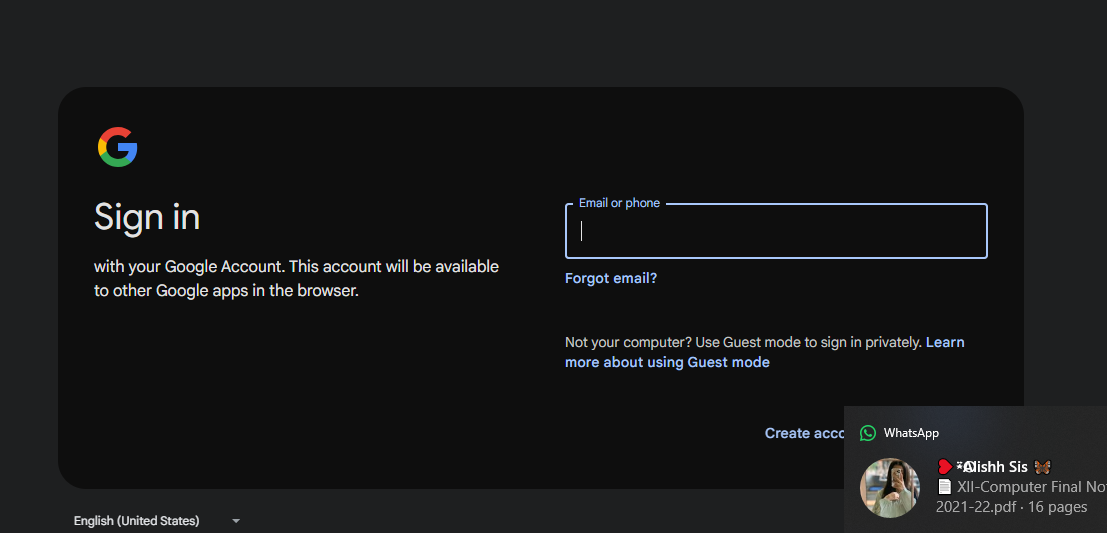 Sign in
with your Google Account. This account will be available
to other Google apps in the browser.
Email or phone
Forgot email?
Not your computer? Use Guest mode to sign in privately. Learn
more about using Guest mode
Create
WhatsApp
Alishh Sis
XII-Computer Final
2021-22.pdf · 16 pages
English (United States)